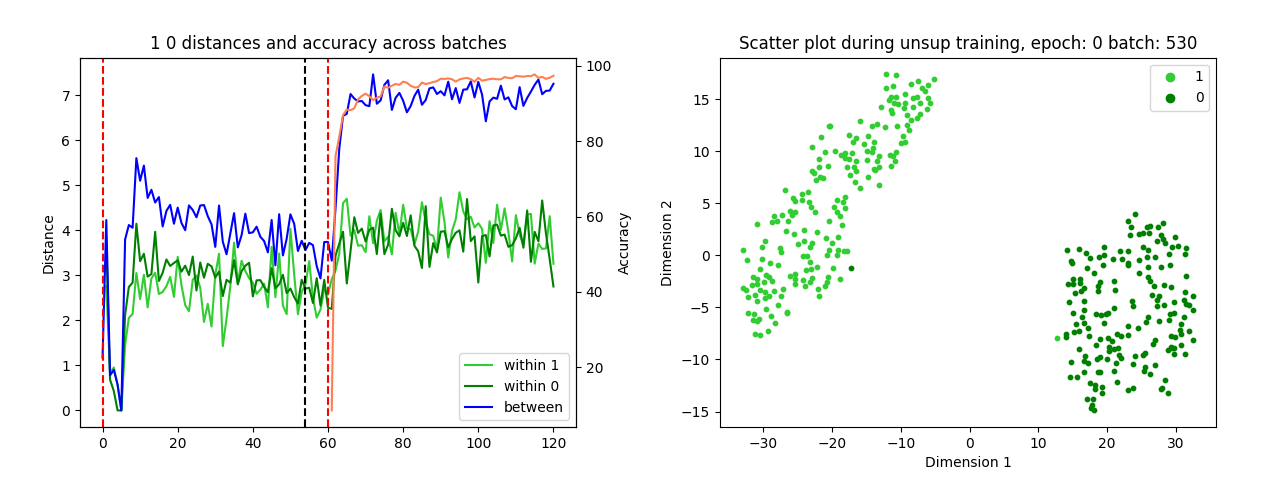 1 0 distances and accuracy across batches
Distance
0
1
2
3
4
5
6
7
0 20 40 60 80 100 120
20
40
60
80
100
Accuracy
within 1
within 0
between
Scatter plot during unsup training, epoch: 0 batch: 530
Dimension 2
15
10
5
0
−5
−10
−15
−30 −20 −10 0 10 20 30
Dimension 1
1
0